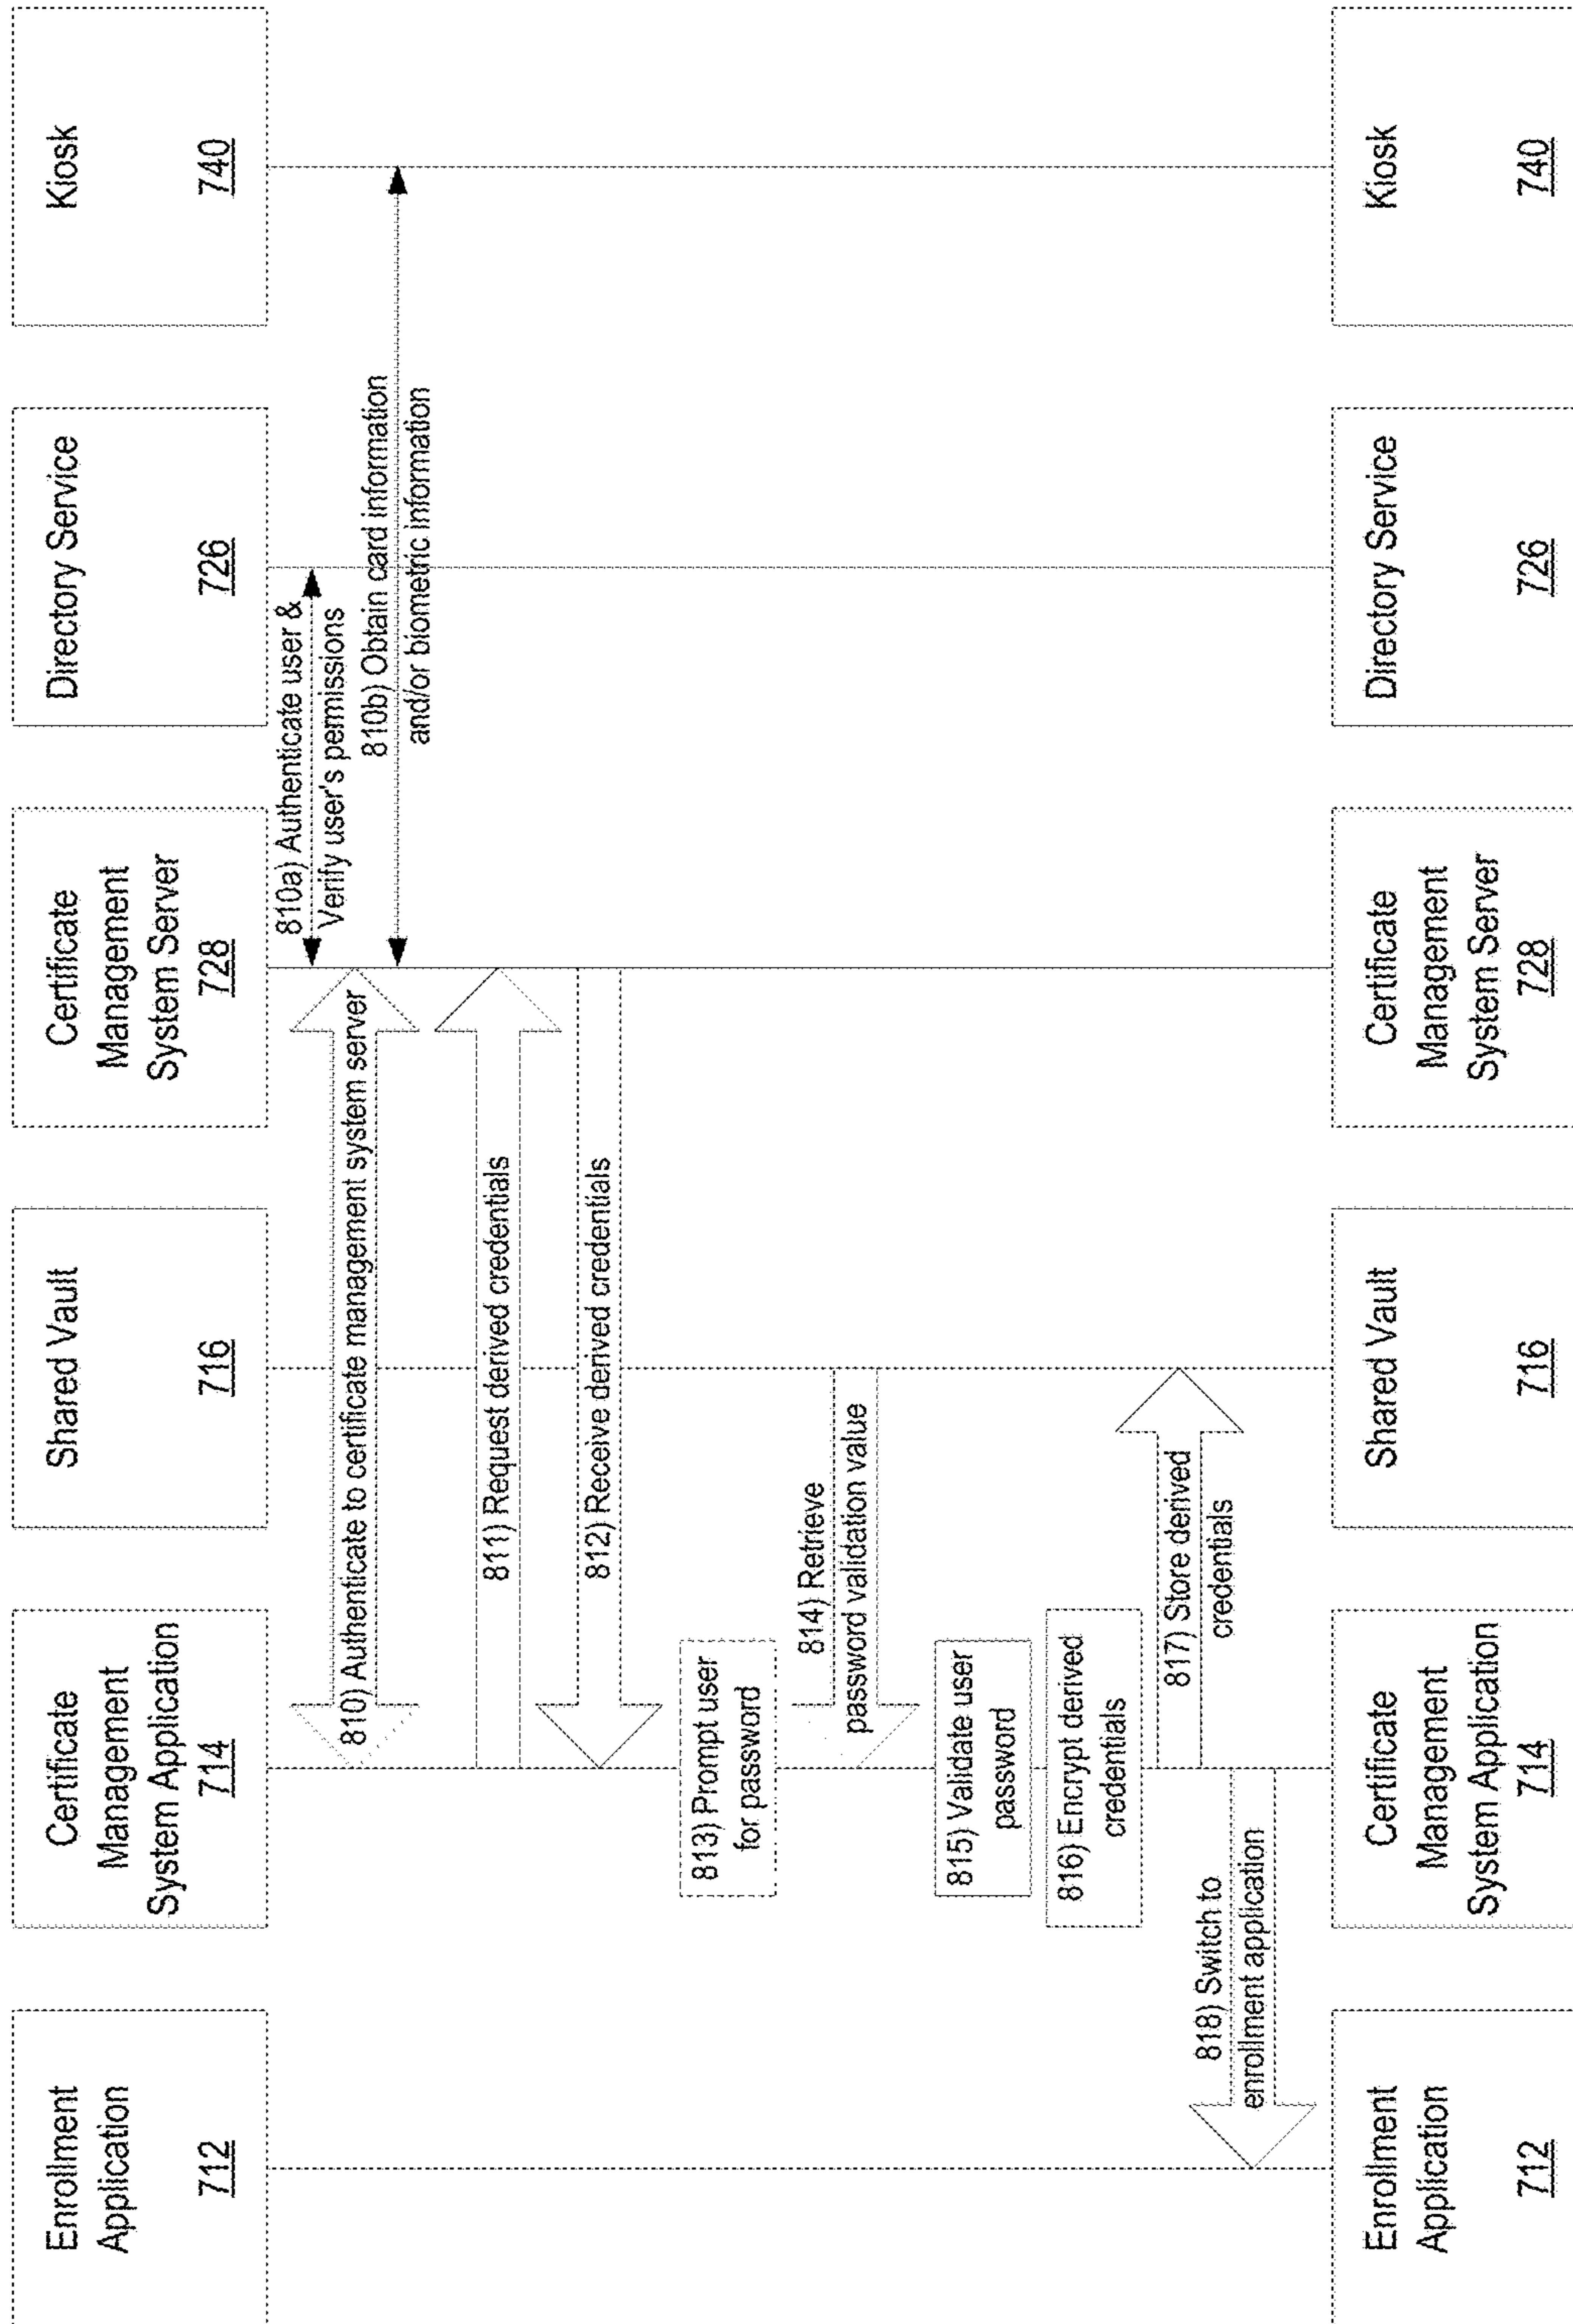 Enrollment
Application
712
Certificate
Management
System Application
714
Shared Vault
716
Certificate
Management
System Server
728
Directory Service
726
Kiosk
740
810) Authenticate to certificate management system server
810a) Authenticate user &
Verify user's permissions
810b) Obtain card information
and/or biometric information
811) Request derived credentials
812) Receive derived credentials
813) Prompt user
for password
814) Retrieve
password validation value
815) Validate user
password
816) Encrypt derived
credentials
817) Store derived
credentials
818) Switch to
enrollment application
Enrollment
Application
712
Certificate
Management
System Application
714
Shared Vault
716
Certificate
Management
System Server
728
Directory Service
726
Kiosk
740